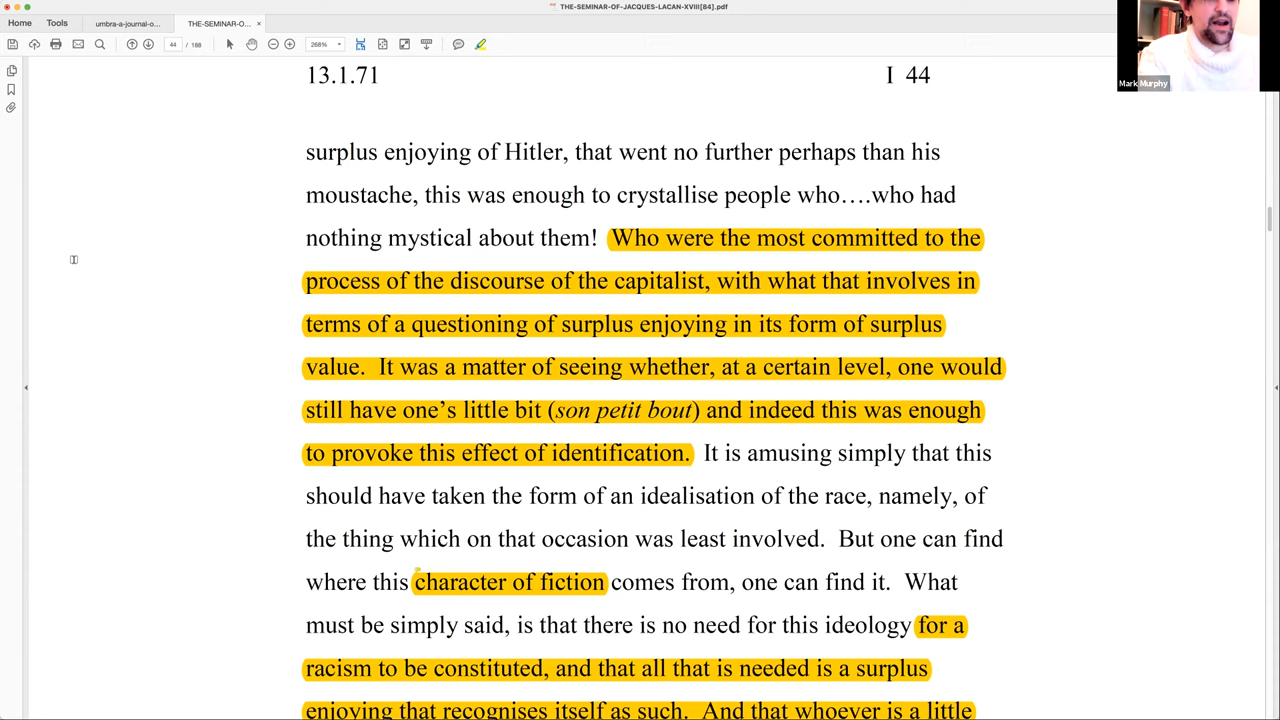 THE-SEMINAR-OF-JACQUES-LACAN-XVIII[84].pdf
Home Tools umbra-a-journal-o... THE-SEMINAR-O... ×
44 / 188 268%
Mark Murphy
13.1.71 I 44
surplus enjoying of Hitler, that went no further perhaps than his
moustache, this was enough to crystallise people who….who had
nothing mystical about them! Who were the most committed to the
process of the discourse of the capitalist, with what that involves in
terms of a questioning of surplus enjoying in its form of surplus
value. It was a matter of seeing whether, at a certain level, one would
still have one’s little bit (son petit bout) and indeed this was enough
to provoke this effect of identification. It is amusing simply that this
should have taken the form of an idealisation of the race, namely, of
the thing which on that occasion was least involved. But one can find
where this character of fiction comes from, one can find it. What
must be simply said, is that there is no need for this ideology for a
racism to be constituted, and that all that is needed is a surplus
enjoying that recognises itself as such. And that whoever is a little